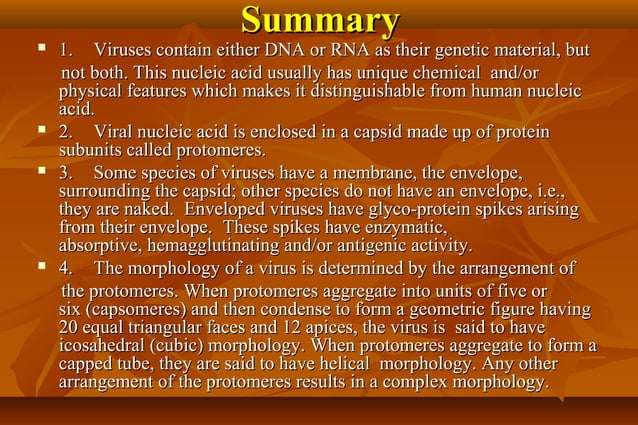 Summary
1. Viruses contain either DNA or RNA as their genetic material, but
not both. This nucleic acid usually has unique chemical and/or
physical features which makes it distinguishable from human nucleic
acid.
2. Viral nucleic acid is enclosed in a capsid made up of protein
subunits called protomeres.
3. Some species of viruses have a membrane, the envelope,
surrounding the capsid; other species do not have an envelope, i.e.,
they are naked. Enveloped viruses have glyco-protein spikes arising
from their envelope. These spikes have enzymatic,
absorptive, hemagglutinating and/or antigenic activity.
4. The morphology of a virus is determined by the arrangement of
the protomeres. When protomeres aggregate into units of five or
six (capsomeres) and then condense to form a geometric figure having
20 equal triangular faces and 12 apices, the virus is said to have
icosahedral (cubic) morphology. When protomeres aggregate to form a
capped tube, they are said to have helical morphology. Any other
arrangement of the protomeres results in a complex morphology.